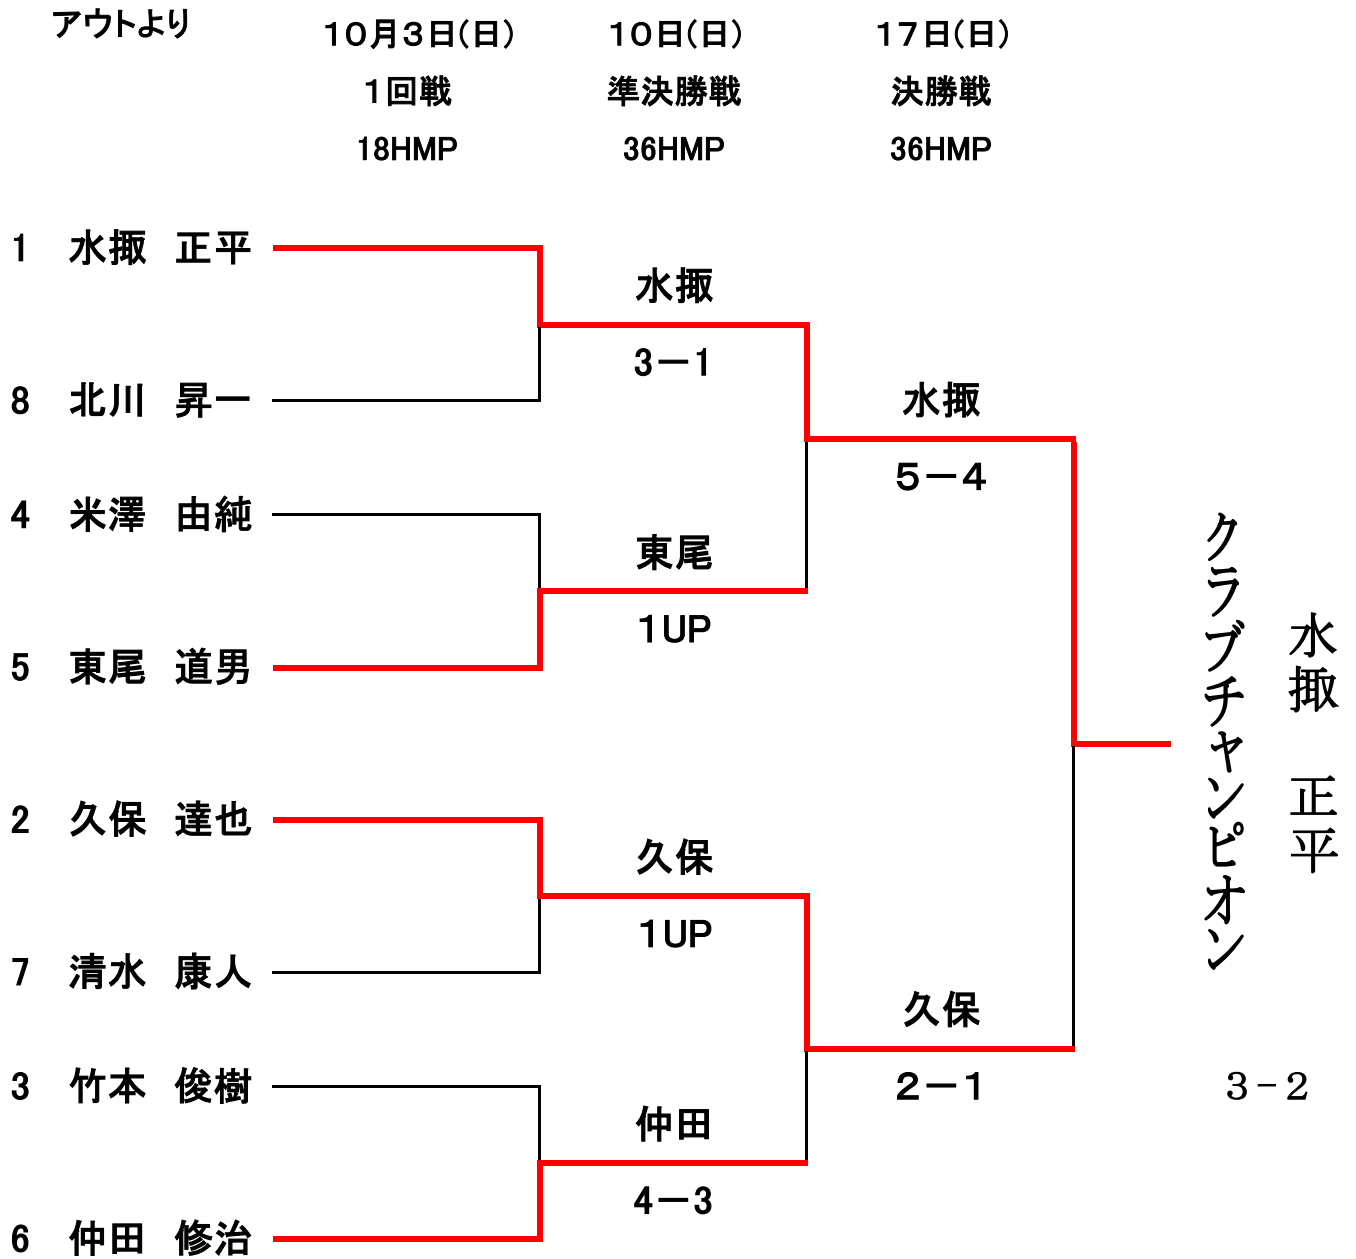 アウトより
10月3日(日) 10日(日) 17日(日)
1回戦 準決勝戦 決勝戦
18HMP 36HMP 36HMP
1 水掫 正平
水掫
3－1
8 北川 昇一
水掫
5－4
4 米澤 由純
東尾
1UP
5 東尾 道男
クラブチャンピオン
水掫 正平
2 久保 達也
久保
1UP
7 清水 康人
久保
2－1
3－2
3 竹本 俊樹
仲田
4－3
6 仲田 修治